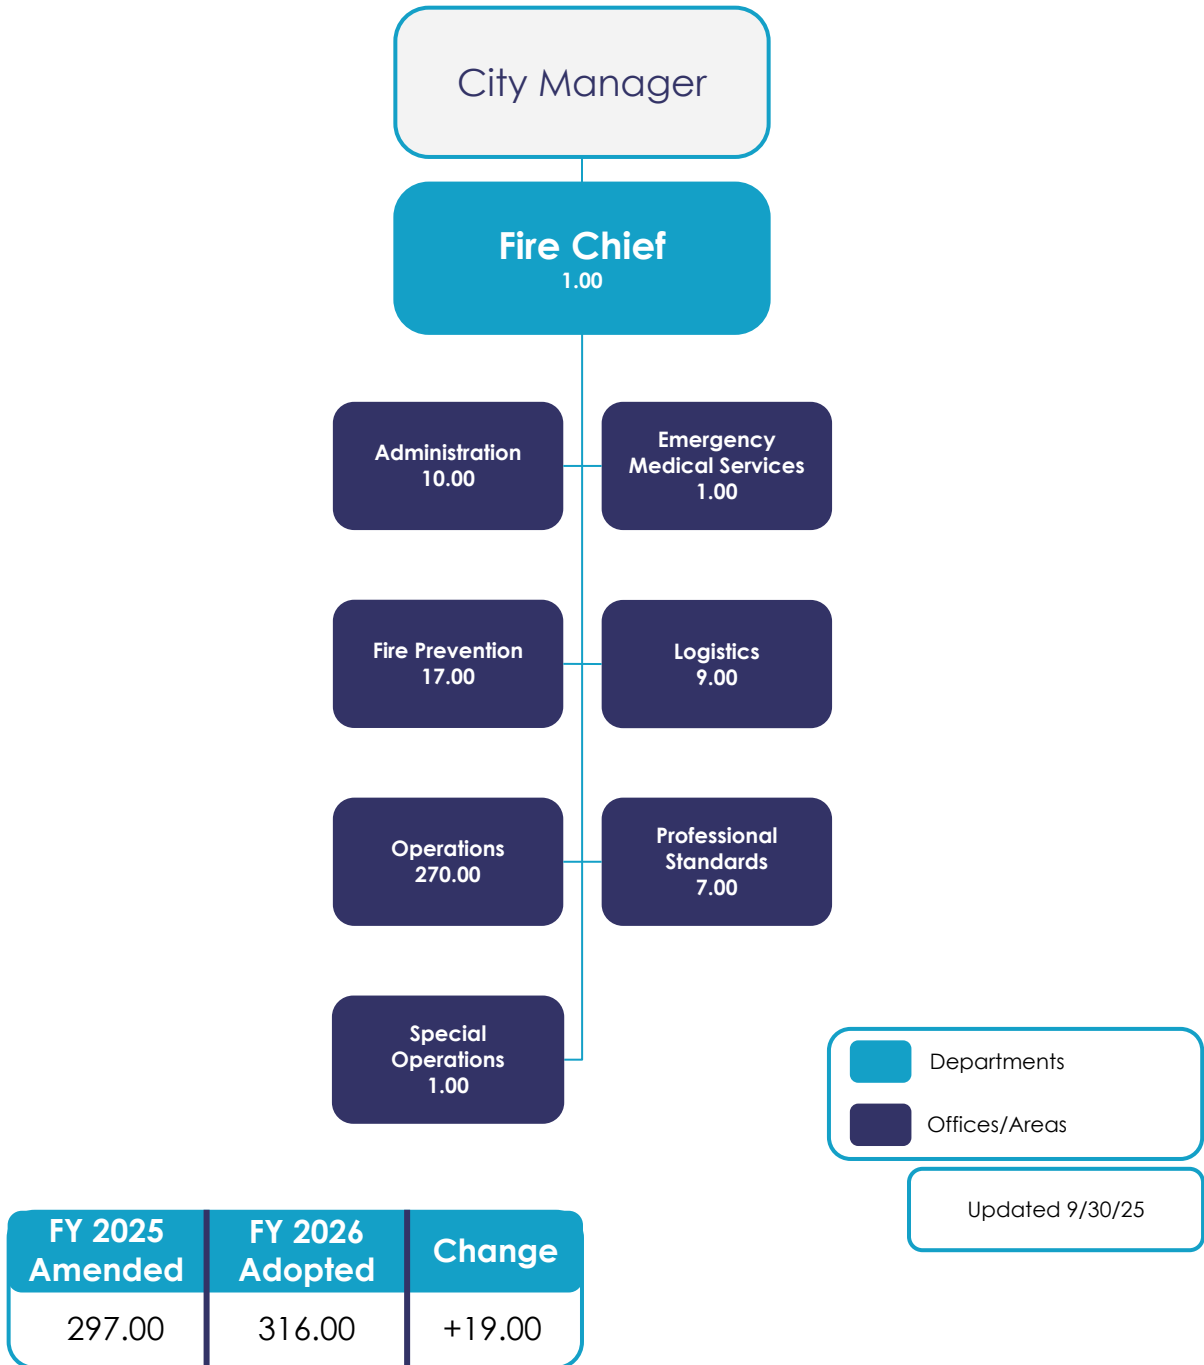 City Manager
Fire Chief
1.00
Administration
10.00
Emergency
Medical Services
1.00
Fire Prevention
17.00
Logistics
9.00
Operations
270.00
Professional
Standards
7.00
Special
Operations
1.00
Departments
Offices/Areas
Updated 9/30/25
FY 2025
Amended
FY 2026
Adopted
Change
297.00
316.00
+19.00